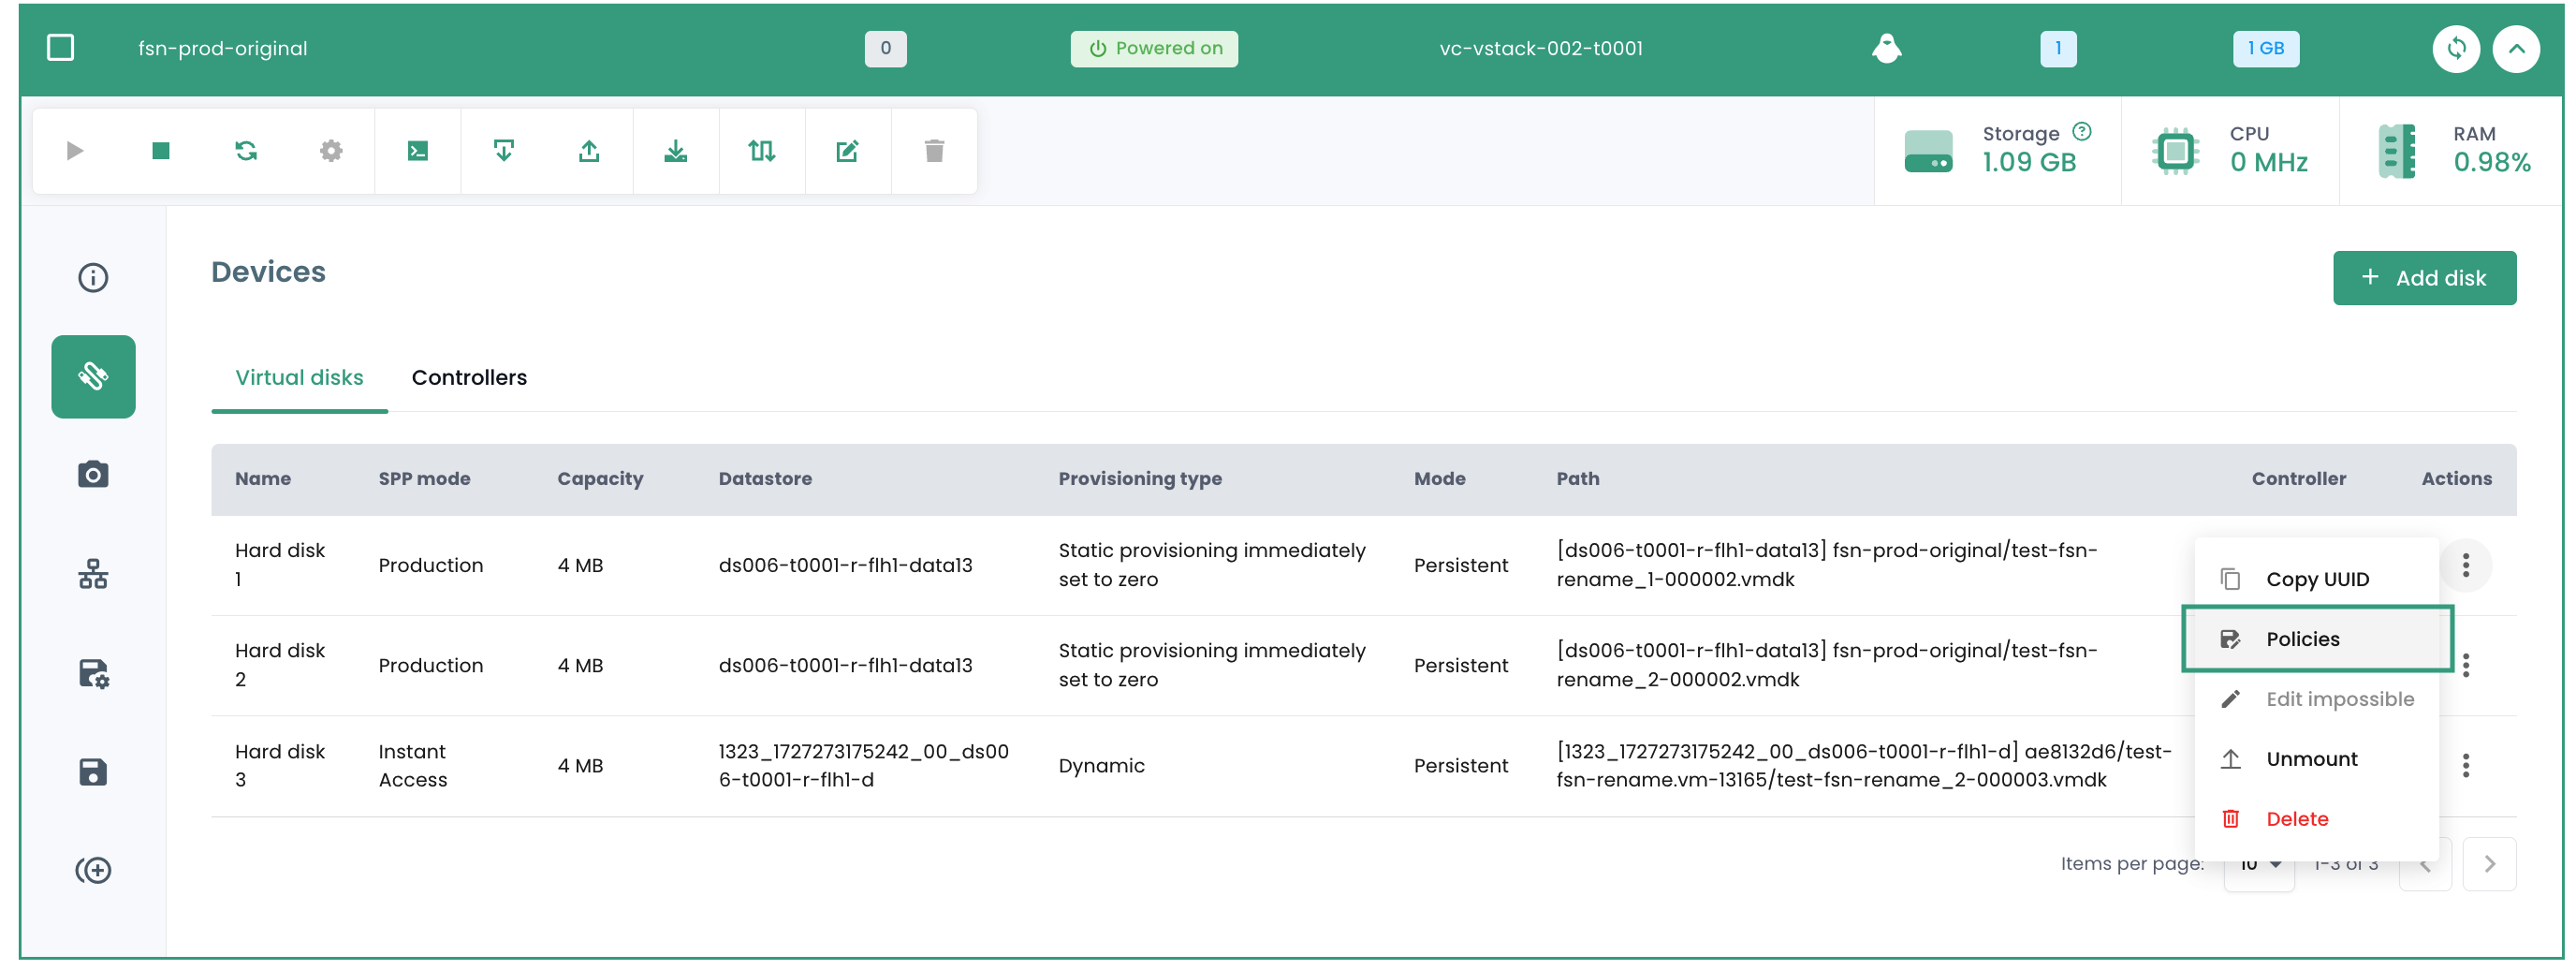 fsn-prod-original 0 Powered on vc-vstack-002-t0001 1 1 GB
Storage CPU RAM
1.09 GB 0 MHz 0.98%
Devices
+ Add disk
Virtual disks Controllers
Name SPP mode Capacity Datastore Provisioning type Mode Path Controller Actions
Hard disk
1
Production
4 MB
ds006-t0001-r-flh1-data13
Static provisioning immediately
set to zero
Persistent
[ds006-t0001-r-flh1-data13] fsn-prod-original/test-fsn-
rename_1-000002.vmdk
Hard disk
2
Production
4 MB
ds006-t0001-r-flh1-data13
Static provisioning immediately
set to zero
Persistent
[ds006-t0001-r-flh1-data13] fsn-prod-original/test-fsn-
rename_2-000002.vmdk
Hard disk
3
Instant
Access
4 MB
1323_1727273175242_00_ds00
6-t0001-r-flh1-d
Dynamic
Persistent
[1323_1727273175242_00_ds006-t0001-r-flh1-d] ae8132d6/test-
fsn-rename.vm-13165/test-fsn-rename_2-000003.vmdk
Copy UUID
Policies
Edit impossible
Unmount
Delete
Items per page: 10 1-3 of 3